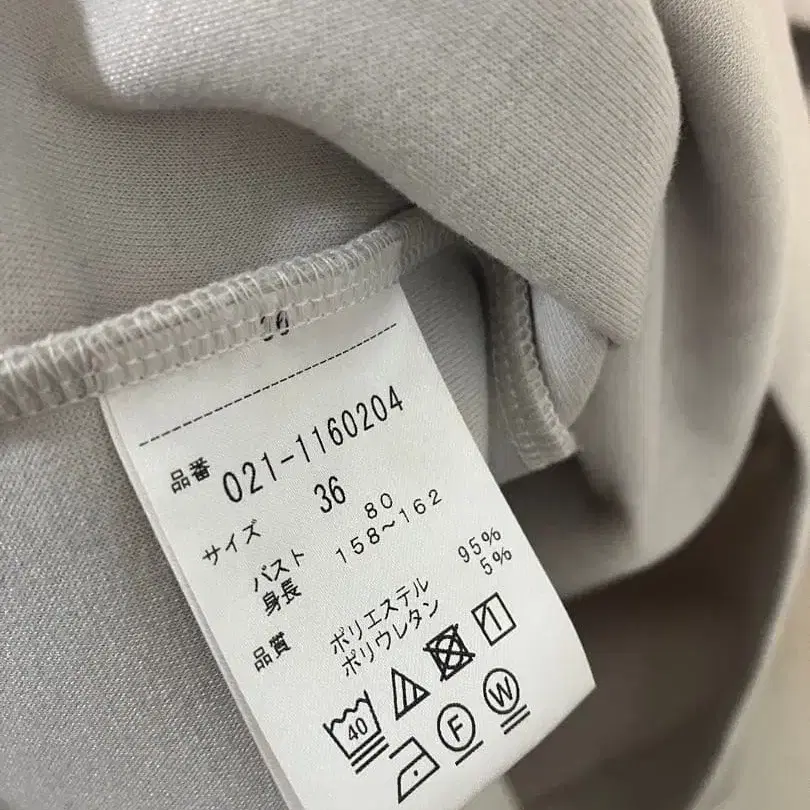 品番 021-1160204
サイズ 36
バスト 80
身長 158~162
品質 ポリエステル 95%
ポリウレタン 5%
40
F W